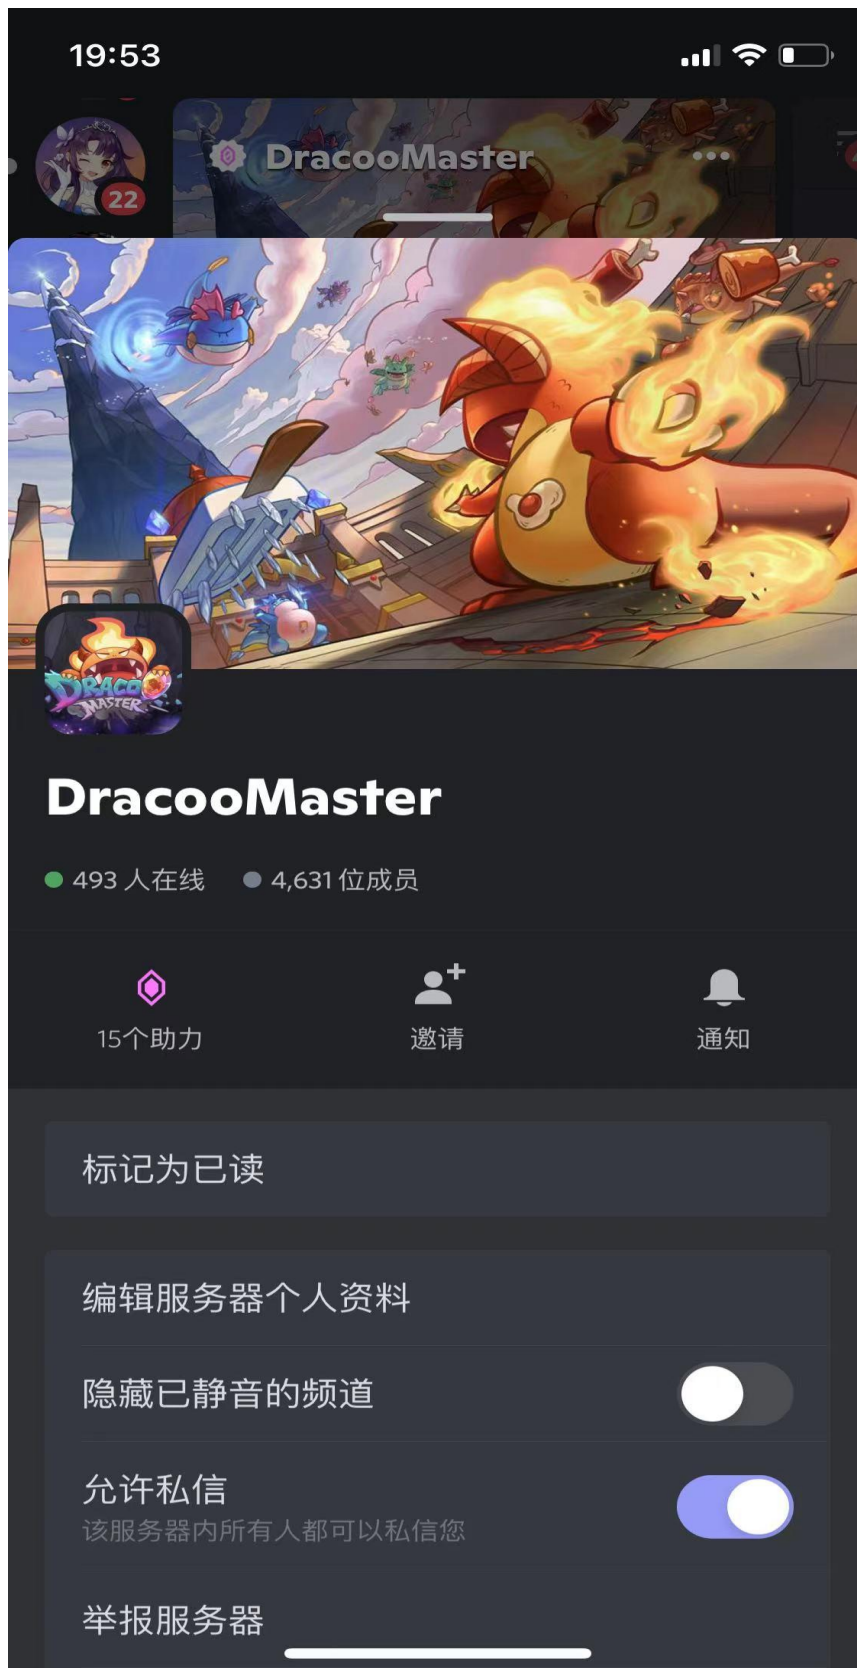 19:53
22
DracooMaster
DRACOO
MASTER
DracooMaster
493 人在线
4,631 位成员
15个助力
邀请
通知
标记为已读
编辑服务器个人资料
隐藏已静音的频道
允许私信
该服务器内所有人都可以私信您
举报服务器